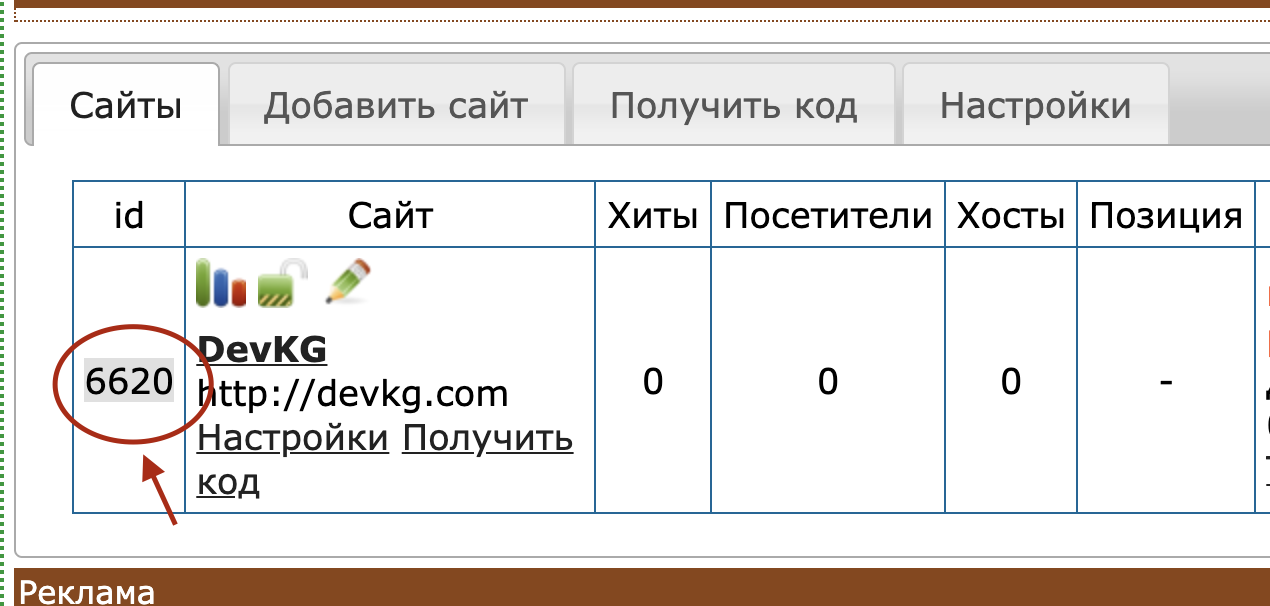 Сайты Добавить сайт Получить код Настройки
id Сайт Хиты Посетители Хосты Позиция
DevKG
6620 http://devkg.com 0 0 0 -
Настройки Получить
код
Реклама